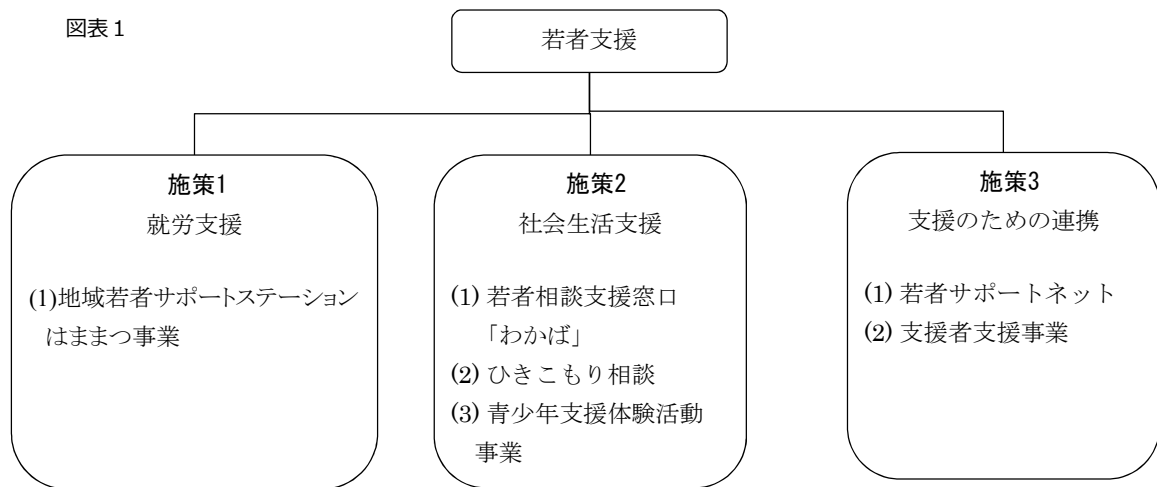 図表1
若者支援
施策1
就労支援
(1)地域若者サポートステーション
はままつ事業
施策2
社会生活支援
(1) 若者相談支援窓口
「わかば」
(2) ひきこもり相談
(3) 青少年支援体験活動
事業
施策3
支援のための連携
(1) 若者サポートネット
(2) 支援者支援事業